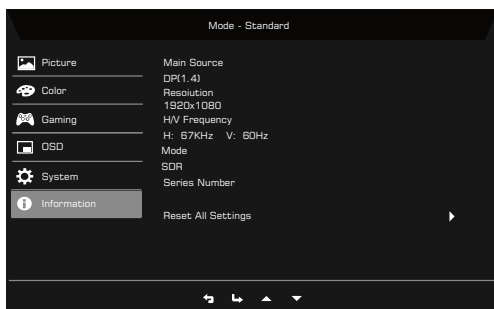 Mode - Standard
Picture
Color
Gaming
OSD
System
Information
Main Source
DP(1.4)
Resoiution
1920x1080
H/V Frequency
H: 67KHz V: 60Hz
Mode
SDR
Series Number
Reset All Settings